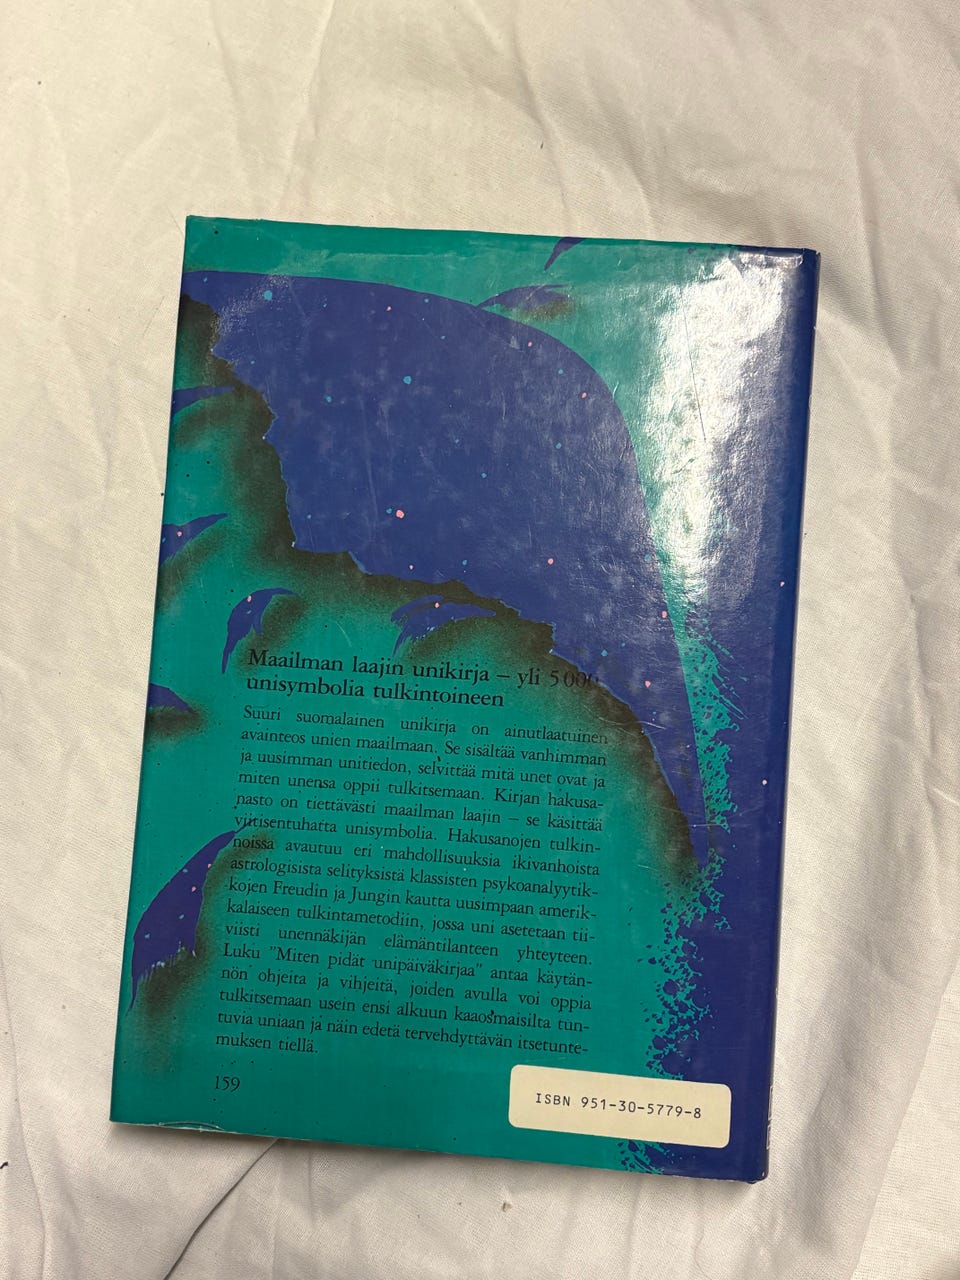 Maailman laajin unikirja – yli 5000
unisymbolia tulkintoineen
Suuri suomalainen unikirja on ainutlaatuinen
avainteos unien maailmaan. Se sisältää vanhimman
ja uusimman unitiedon, selvittää mitä unet ovat ja
miten unensa oppii tulkitsemaan. Kirjan hakusa-
nasto on tiettävästi maailman laajin – se käsittää
viitisentuhatta unisymbolia. Hakusanojen tulkin-
noissa avautuu eri mahdollisuuksia ikivanhoista
astrologisista selityksistä klassisten psykoanalyytik-
kojen Freudin ja Jungin kautta uusimpaan amerik-
kalaiseen tulkintametodiin, jossa uni asetetaan tii-
viisti unennäkijän elämäntilanteen yhteyteen.
Luku "Miten pidät unipäiväkirjaa" antaa käytän-
nön ohjeita ja vihjeitä, joiden avulla voi oppia
tulkitsemaan usein ensi alkuun kaaosmaisilta tun-
tuvia uniaan ja näin edetä tervehdyttävän itsetunte-
muksen tiellä.
159
ISBN 951-30-5779-8